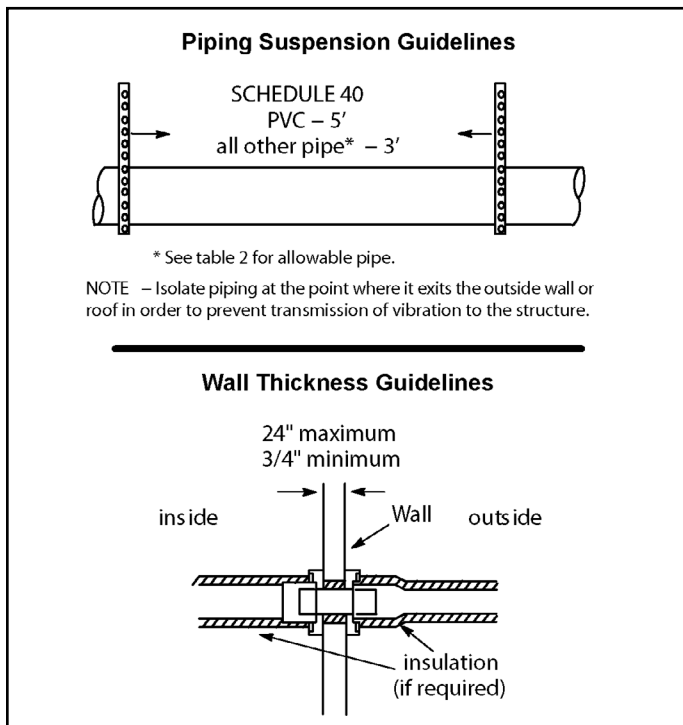 Piping Suspension Guidelines
SCHEDULE 40
PVC – 5′
all other pipe* – 3′
* See table 2 for allowable pipe.
NOTE – Isolate piping at the point where it exits the outside wall or
roof in order to prevent transmission of vibration to the structure.
Wall Thickness Guidelines
24" maximum
3/4" minimum
inside
Wall
outside
insulation
(if required)